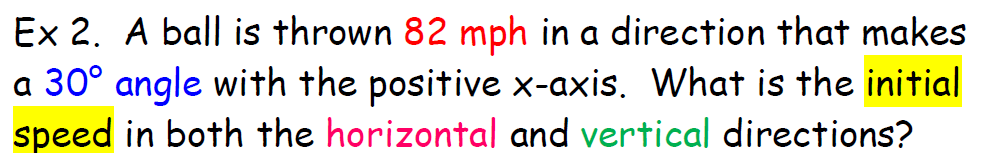 Ex 2.  A ball is thrown 82 mph in a direction that makes
a 30° angle with the positive x-axis.  What is the initial
speed in both the horizontal and vertical directions?